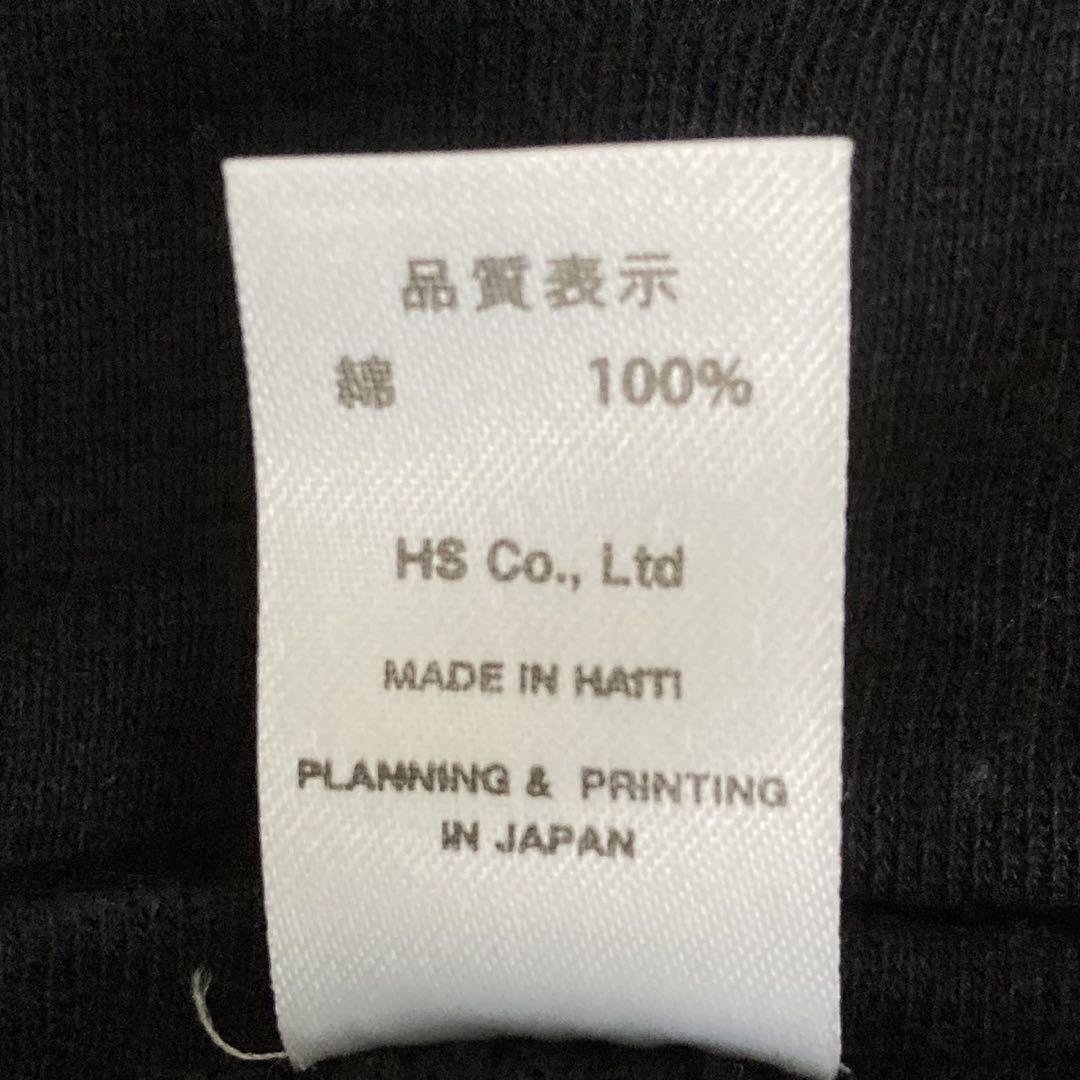 品質表示
綿 100%
HS Co., Ltd
MADE IN HAITI
PLANNING & PRINTING
IN JAPAN